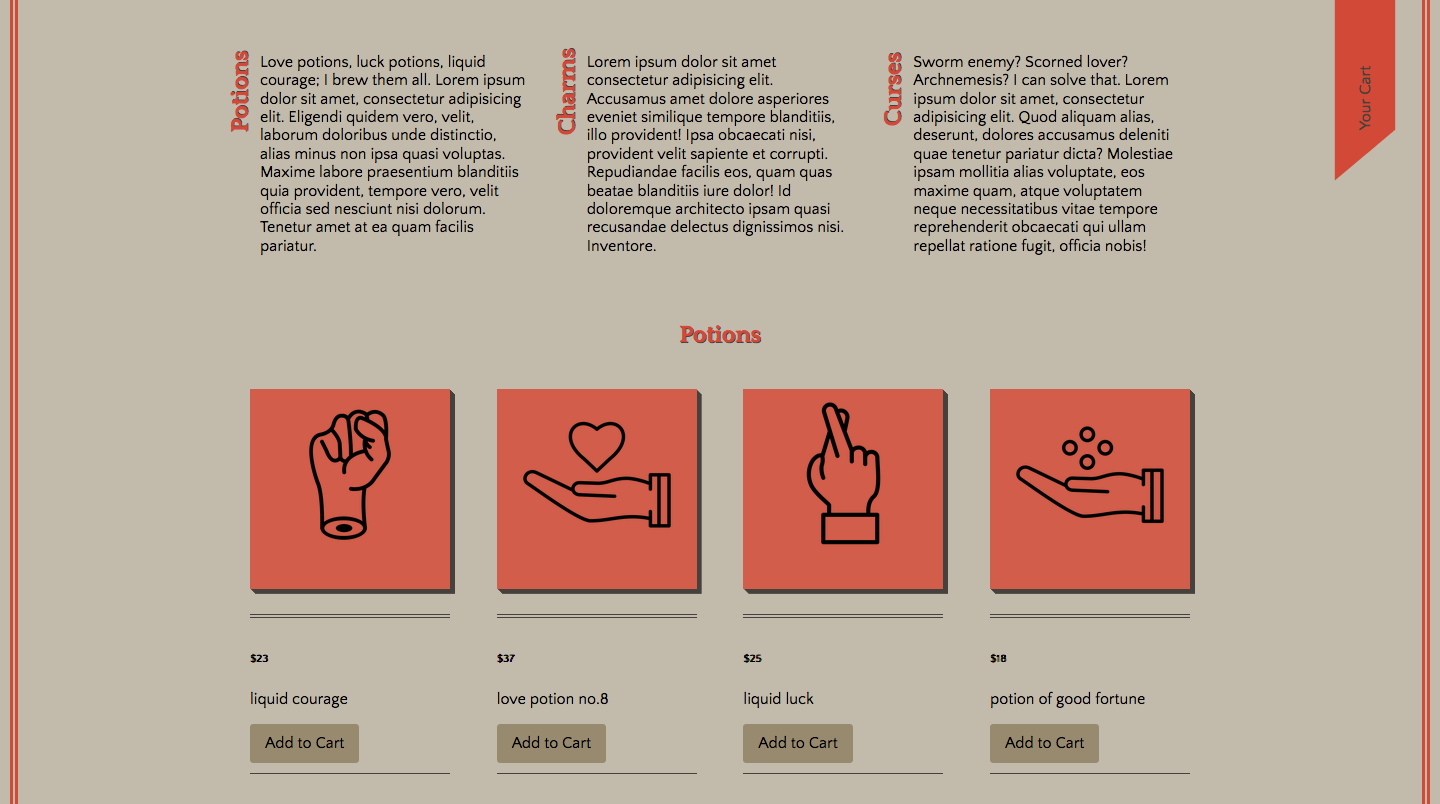 Potions
Love potions, luck potions, liquid
courage; I brew them all. Lorem ipsum
dolor sit amet, consectetur adipisicing
elit. Eligendi quidem vero, velit,
laborum doloribus unde distinctio,
alias minus non ipsa quasi voluptas.
Maxime labore praesentium blanditiis
quia provident, tempore vero, velit
officia sed nesciunt nisi dolorum.
Tenetur amet at ea quam facilis
pariatur.
Charms
Lorem ipsum dolor sit amet
consectetur adipisicing elit.
Accusamus amet dolore asperiores
eveniet similique tempore blanditiis,
illo provident! Ipsa obcaecati nisi,
provident velit sapiente et corrupti.
Repudiandae facilis eos, quam quas
beatae blanditiis iure dolor! Id
doloremque architecto ipsam quasi
recusandae delectus dignissimos nisi.
Inventore.
Curses
Sworn enemy? Scorned lover?
Archnemesis? I can solve that. Lorem
ipsum dolor sit amet, consectetur
adipisicing elit. Quod aliquam alias,
deserunt, dolores accusamus deleniti
quae tenetur pariatur dicta? Molestiae
ipsam mollitia alias voluptate, eos
maxime quam, atque voluptatem
neque necessitatibus vitae tempore
reprehenderit obcaecati qui ullam
repellat ratione fugit, officia nobis!
Your Cart
Potions
$23
liquid courage
Add to Cart
$37
love potion no.8
Add to Cart
$25
liquid luck
Add to Cart
$18
potion of good fortune
Add to Cart